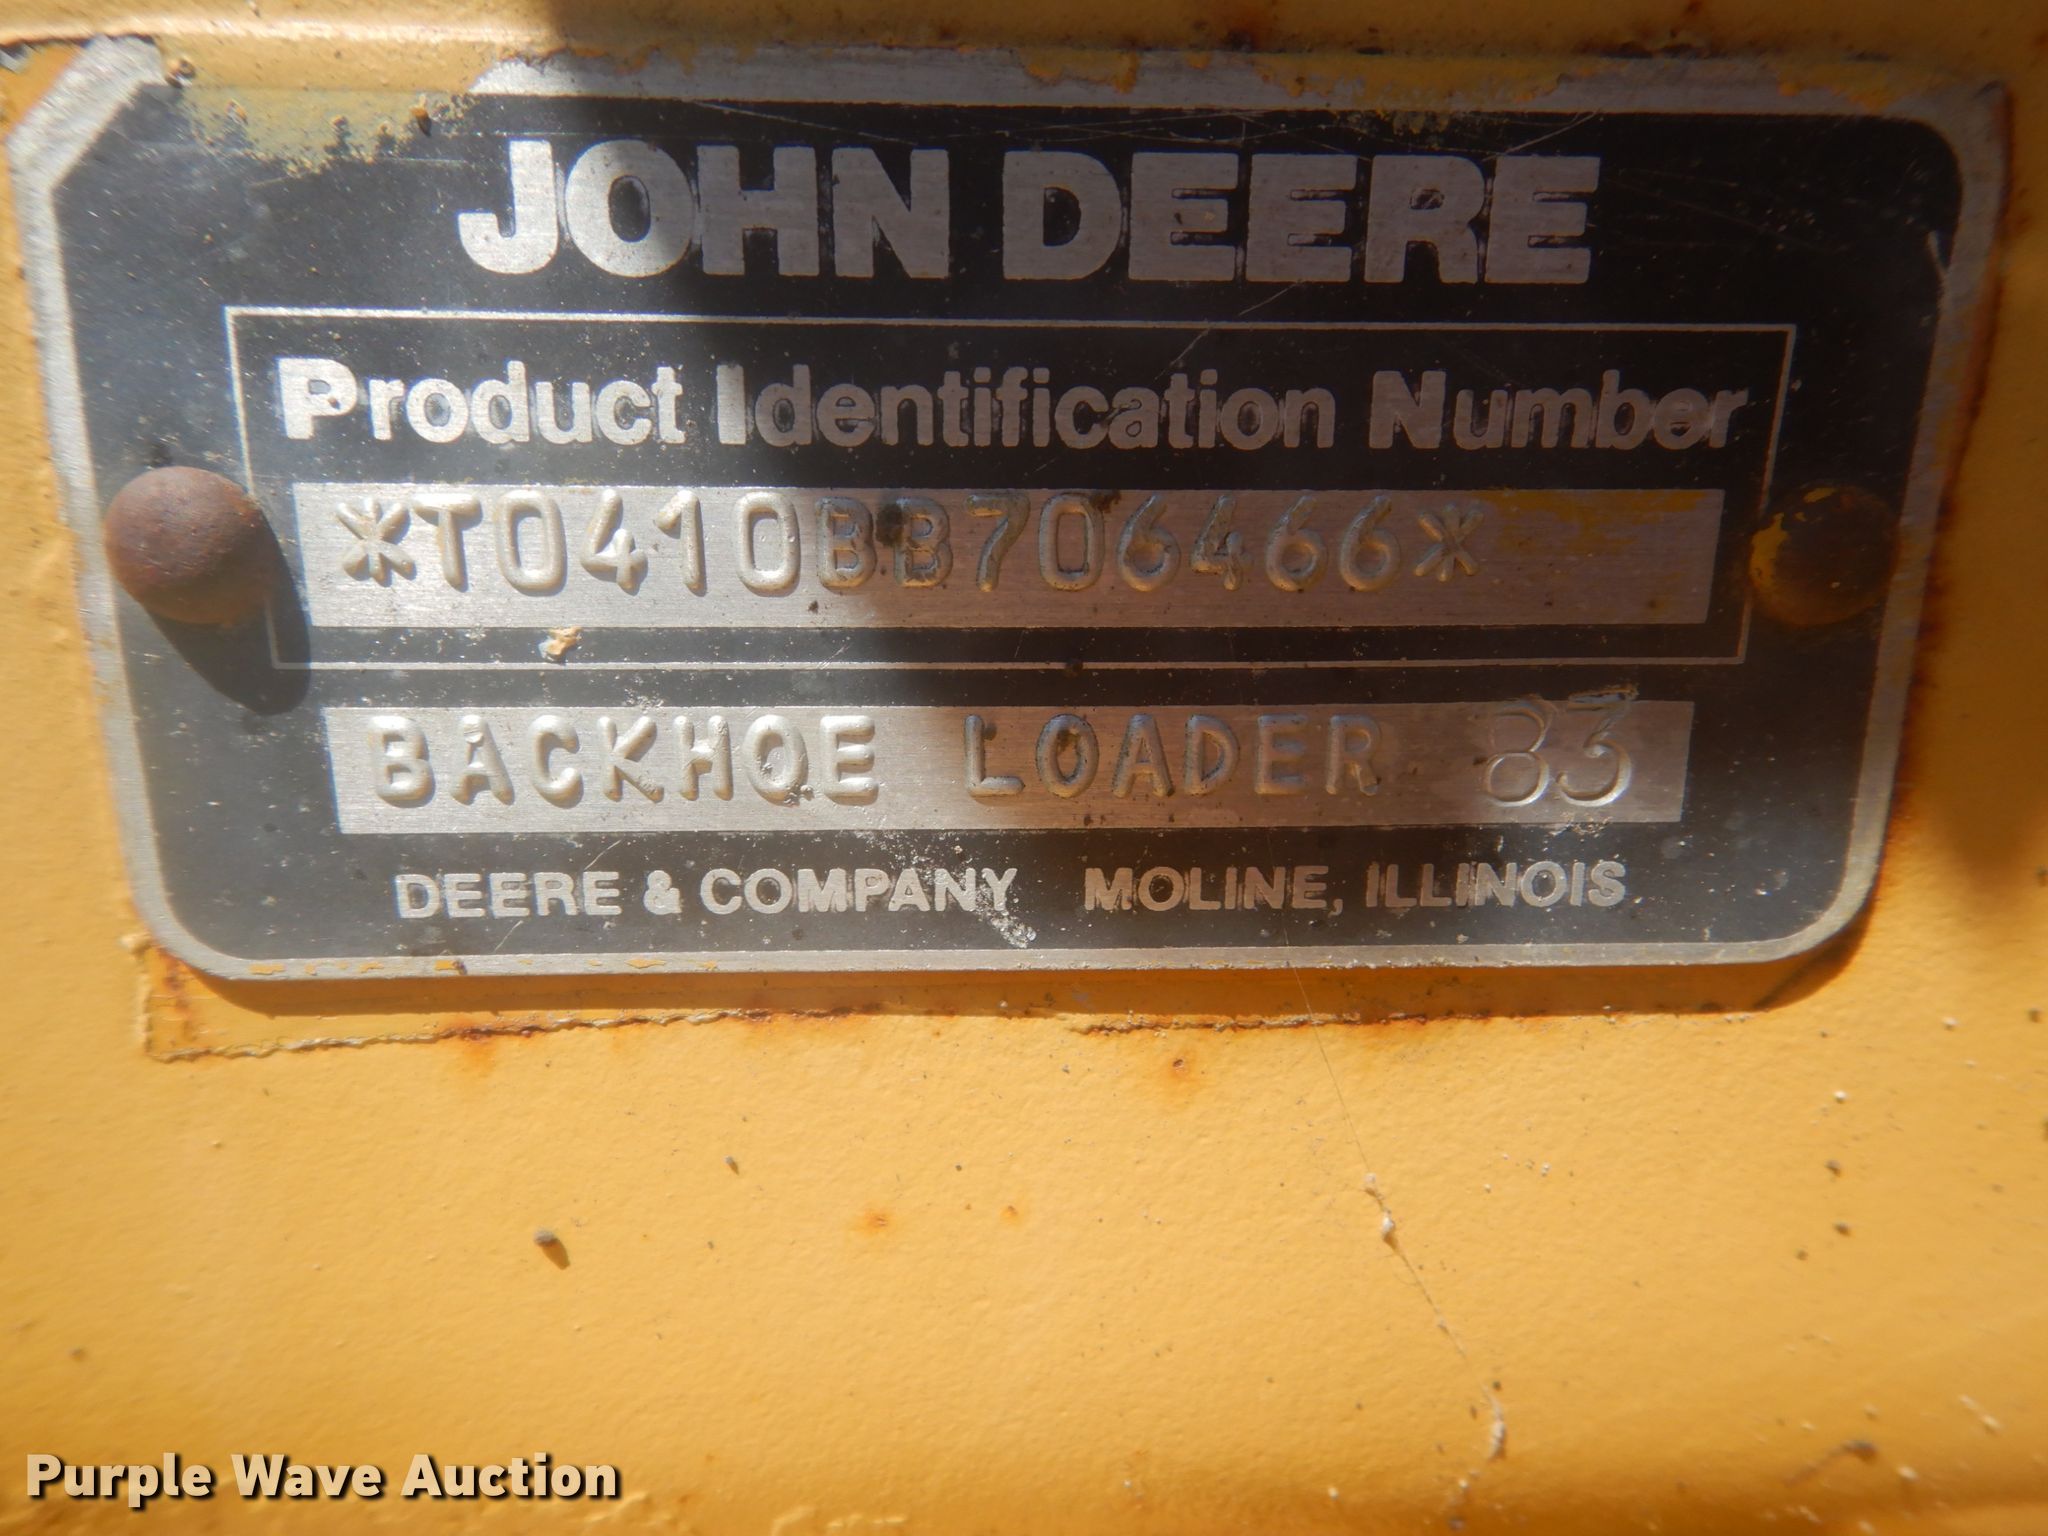 JOHN DEERE
Product Identification Number
*T0410BB706466*
BACKHOE LOADER 83
DEERE & COMPANY MOLINE, ILLINOIS
Purple Wave Auction